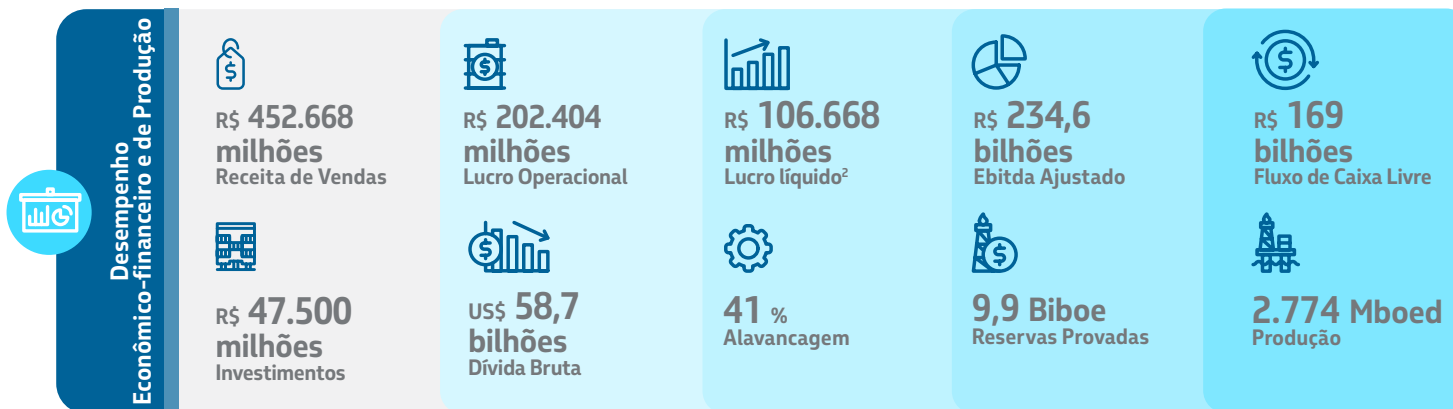 Desempenho
Econômico-financeiro e de Produção
R$ 452.668
milhões
Receita de Vendas
R$ 202.404
milhões
Lucro Operacional
R$ 106.668
milhões
Lucro líquido²
R$ 234,6
bilhões
Ebitda Ajustado
R$ 169
bilhões
Fluxo de Caixa Livre
R$ 47.500
milhões
Investimentos
US$ 58,7
bilhões
Dívida Bruta
41 %
Alavancagem
9,9 Biboe
Reservas Provadas
2.774 Mboed
Produção